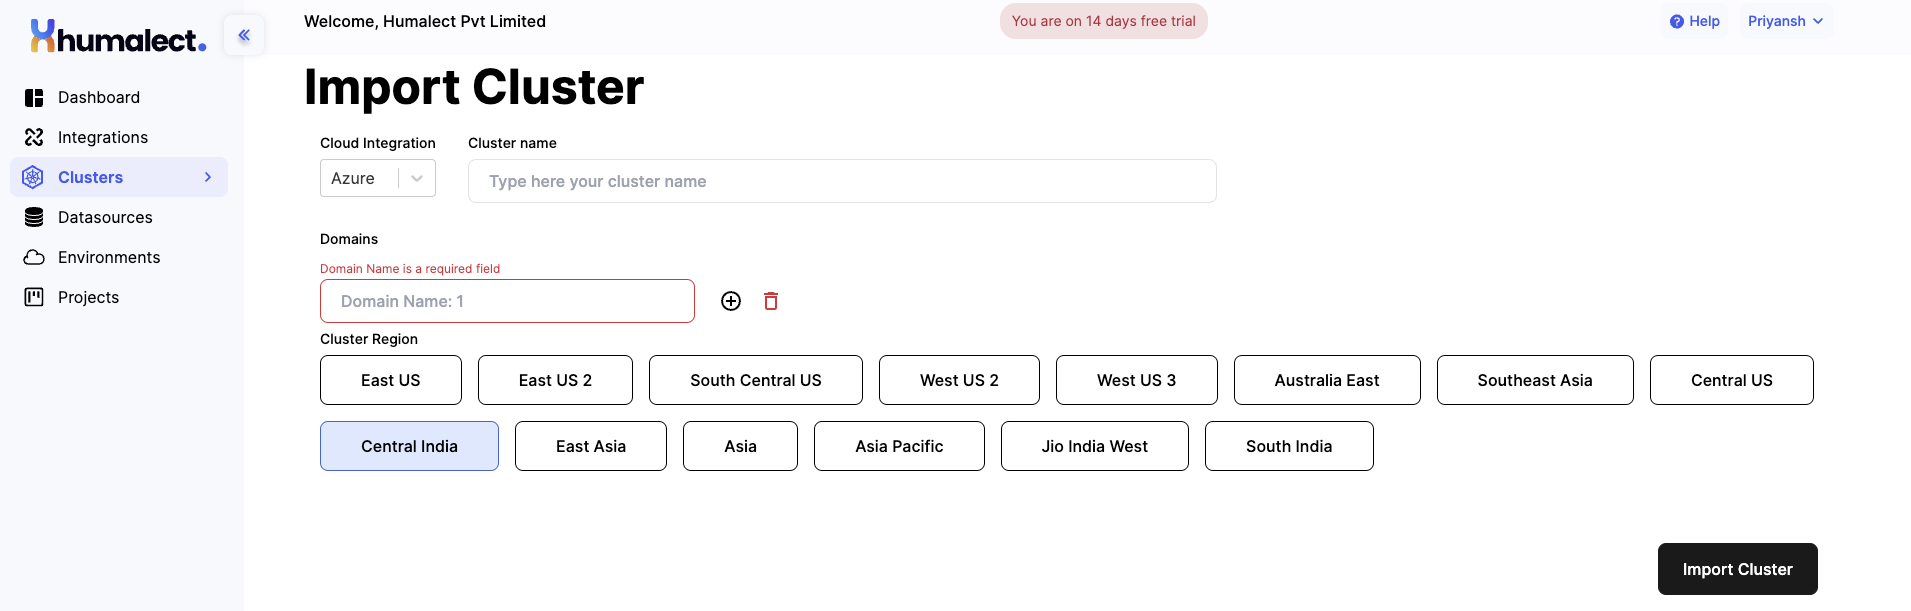 humalect.
Welcome, Humalect Pvt Limited
You are on 14 days free trial
Help
Priyansh
Dashboard
Integrations
Clusters
Datasources
Environments
Projects
Import Cluster
Cloud Integration
Cluster name
Azure
Type here your cluster name
Domains
Domain Name is a required field
Domain Name: 1
Cluster Region
East US
East US 2
South Central US
West US 2
West US 3
Australia East
Southeast Asia
Central US
Central India
East Asia
Asia
Asia Pacific
Jio India West
South India
Import Cluster